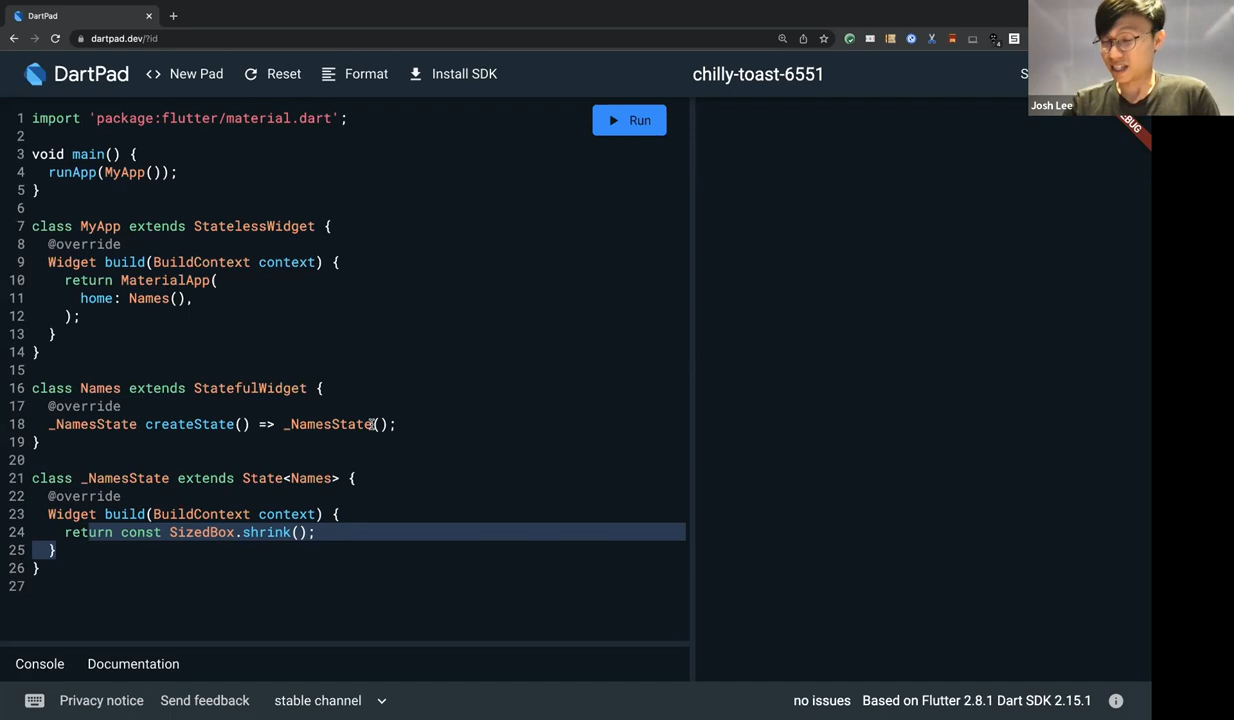 DartPad
dartpad.dev/?id
DartPad
<> New Pad
Reset
Format
Install SDK
chilly-toast-6551
S
Josh Lee
Run
1 import 'package:flutter/material.dart';
2
3 void main() {
4 runApp(MyApp());
5 }
6
7 class MyApp extends StatelessWidget {
8 @override
9 Widget build(BuildContext context) {
10 return MaterialApp(
11 home: Names(),
12 );
13 }
14 }
15
16 class Names extends StatefulWidget {
17 @override
18 _NamesState createState() => _NamesState();
19 }
20
21 class _NamesState extends State<Names> {
22 @override
23 Widget build(BuildContext context) {
24 return const SizedBox.shrink();
25 }
26 }
27
BUG
Console
Documentation
Privacy notice
Send feedback
stable channel
no issues
Based on Flutter 2.8.1 Dart SDK 2.15.1